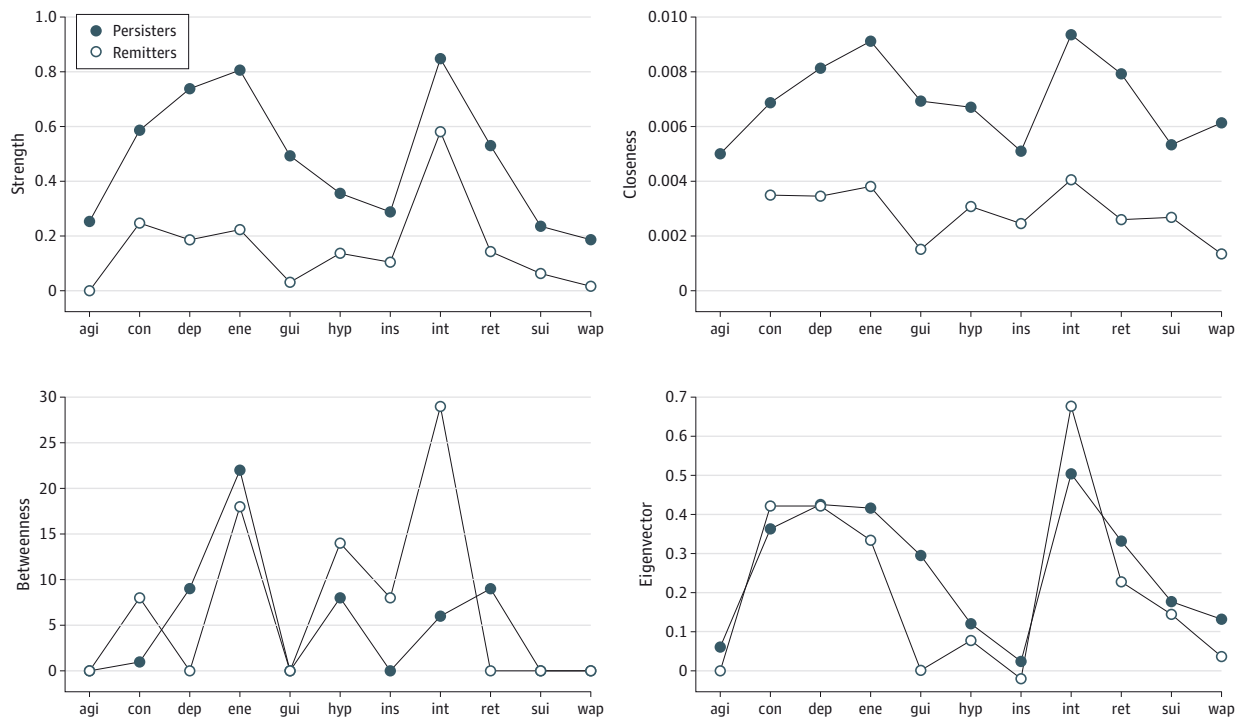 1.0
0.8
0.6
0.4
0.2
0
Strength
Persisters
Remitters
agi con dep ene gui hyp ins int ret sui wap
0.010
0.008
0.006
0.004
0.002
0
Closeness
agi con dep ene gui hyp ins int ret sui wap
30
25
20
15
10
5
0
Betweenness
agi con dep ene gui hyp ins int ret sui wap
0.7
0.6
0.5
0.4
0.3
0.2
0.1
0
Eigenvector
agi con dep ene gui hyp ins int ret sui wap